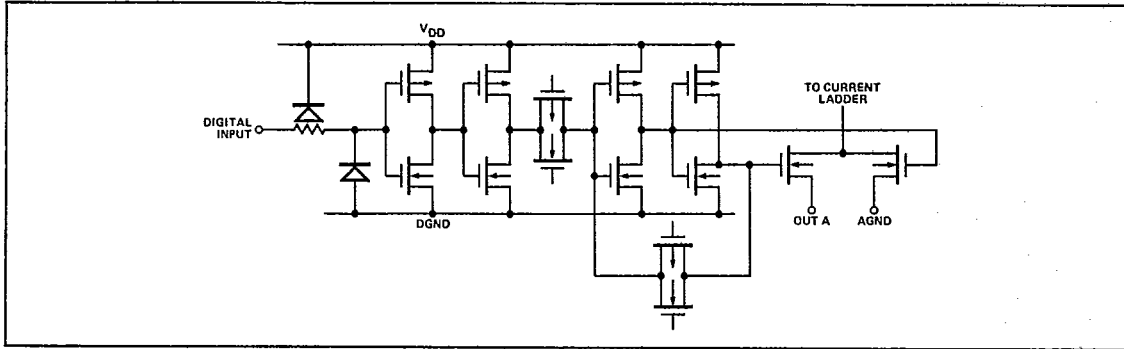 VDD
TO CURRENT
LADDER
DIGITAL
INPUT
DGND
OUT A
AGND